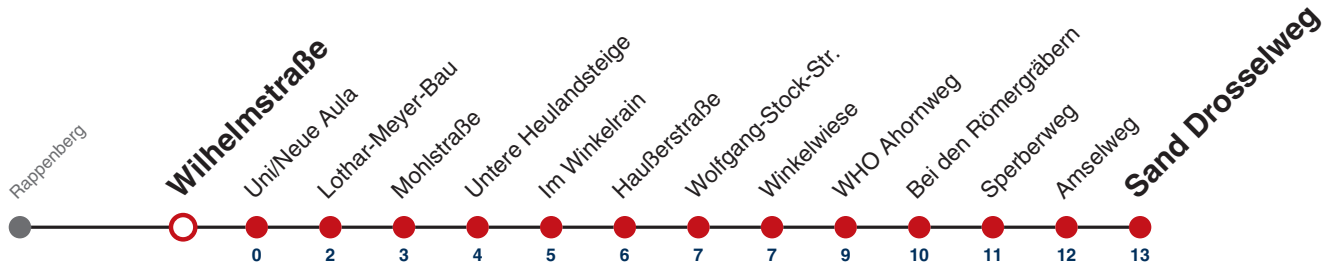 Rappenberg
Wilhelmstraße
Uni/Neue Aula
Lothar-Meyer-Bau
Mohlstraße
Untere Heulandsteige
Im Winkelrain
Haußerstraße
Wolfgang-Stock-Str.
Winkelwiese
WHO Ahornweg
Bei den Römergräbern
Sperberweg
Amselweg
Sand Drosselweg
0 2 3 4 5 6 7 7 9 10 11 12 13